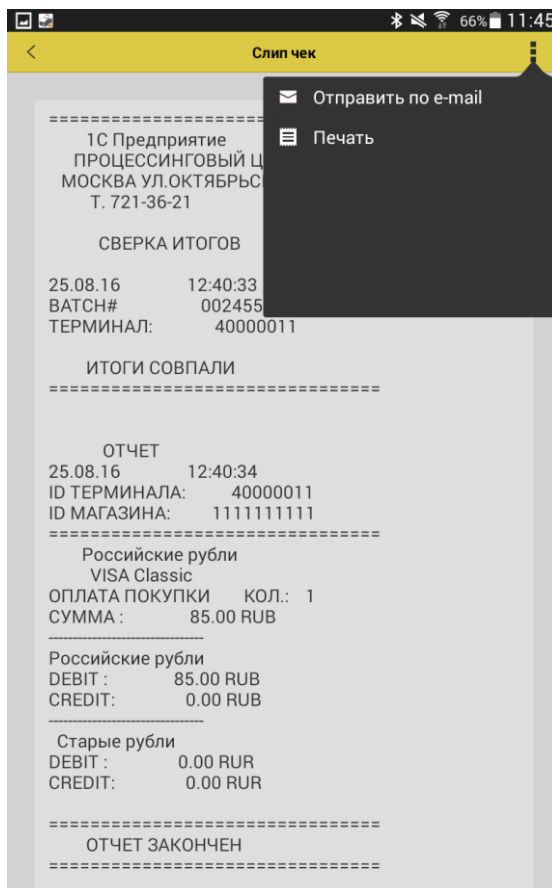 66% 11:45
Слип чек
Отправить по e-mail
Печать
================================
1С Предприятие
ПРОЦЕССИНГОВЫЙ
МОСКВА
Т. 721-36-21
СВЕРКА ИТОГОВ
25.08.16 12:40:33
BATCH# 002455
ТЕРМИНАЛ: 40000011
ИТОГИ СОВПАЛИ
================================
ОТЧЕТ
25.08.16 12:40:34
ID ТЕРМИНАЛА: 40000011
ID МАГАЗИНА: 1111111111
================================
Российские рубли
VISA Classic
ОПЛАТА ПОКУПКИ КОЛ.: 1
СУММА : 85.00 RUB
--------------------------------
Российские рубли
DEBIT : 85.00 RUB
CREDIT: 0.00 RUB
--------------------------------
Старые рубли
DEBIT : 0.00 RUR
CREDIT: 0.00 RUR
================================
ОТЧЕТ ЗАКОНЧЕН
================================